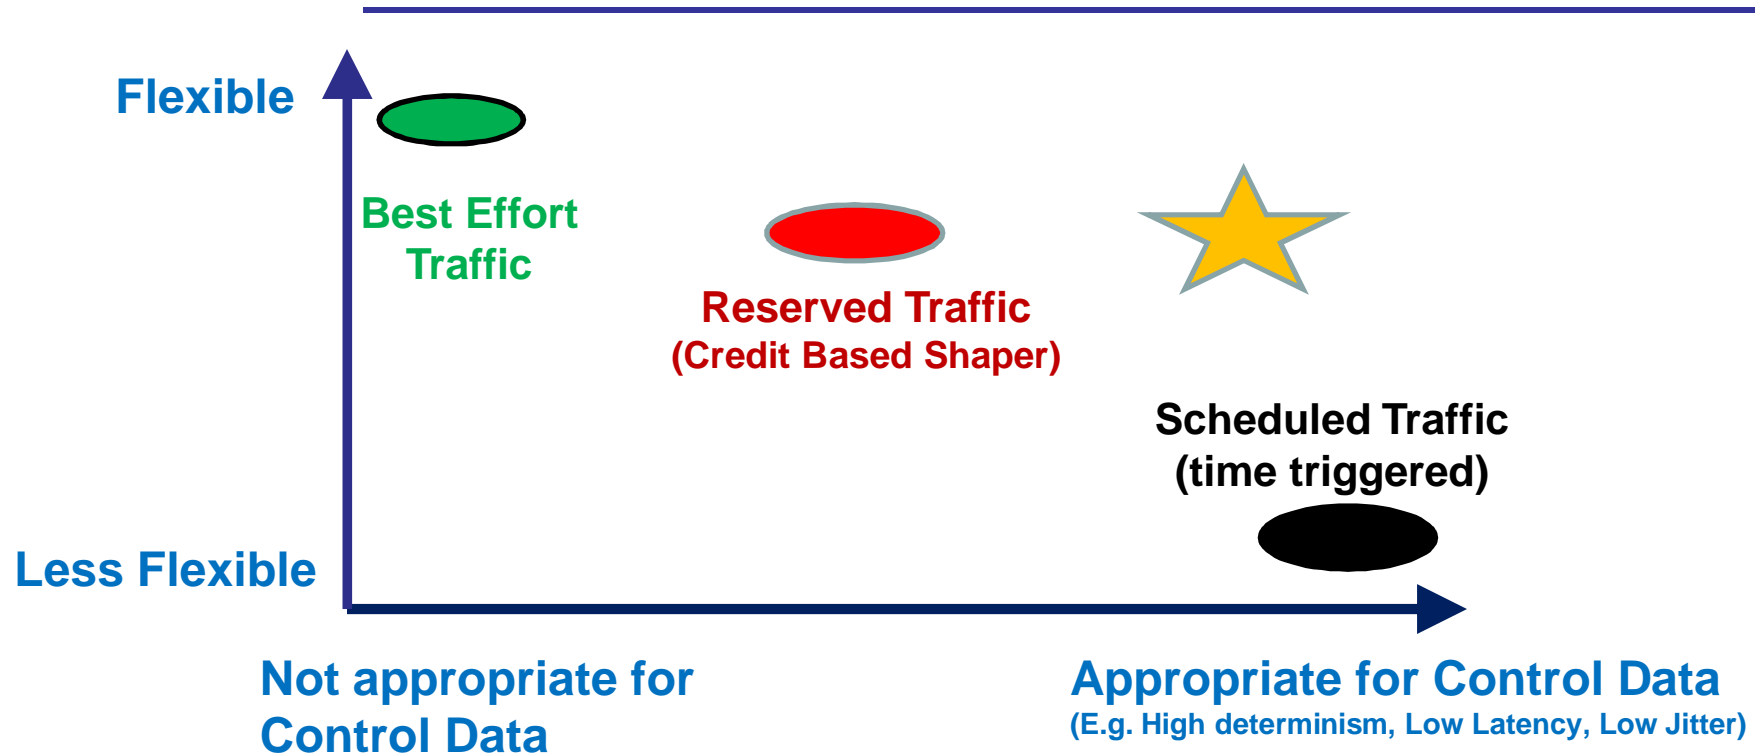 Flexible
Best Effort
Traffic
Reserved Traffic
(Credit Based Shaper)
Scheduled Traffic
(time triggered)
Less Flexible
Not appropriate for
Control Data
Appropriate for Control Data
(E.g. High determinism, Low Latency, Low Jitter)